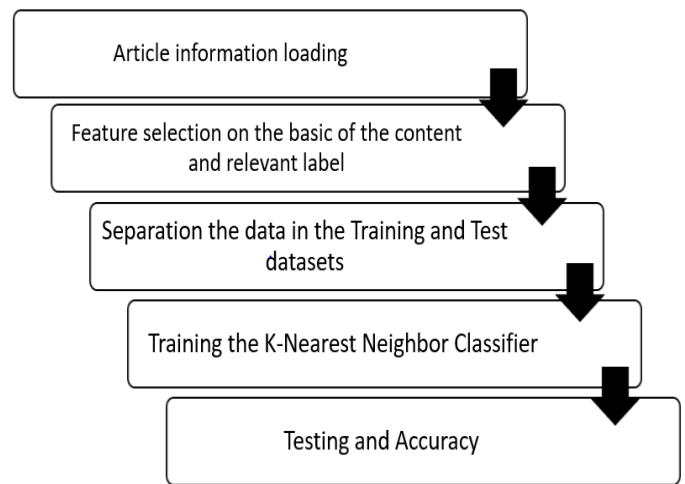 Article information loading
Feature selection on the basic of the content
and relevant label
Separation the data in the Training and Test
datasets
Training the K-Nearest Neighbor Classifier
Testing and Accuracy